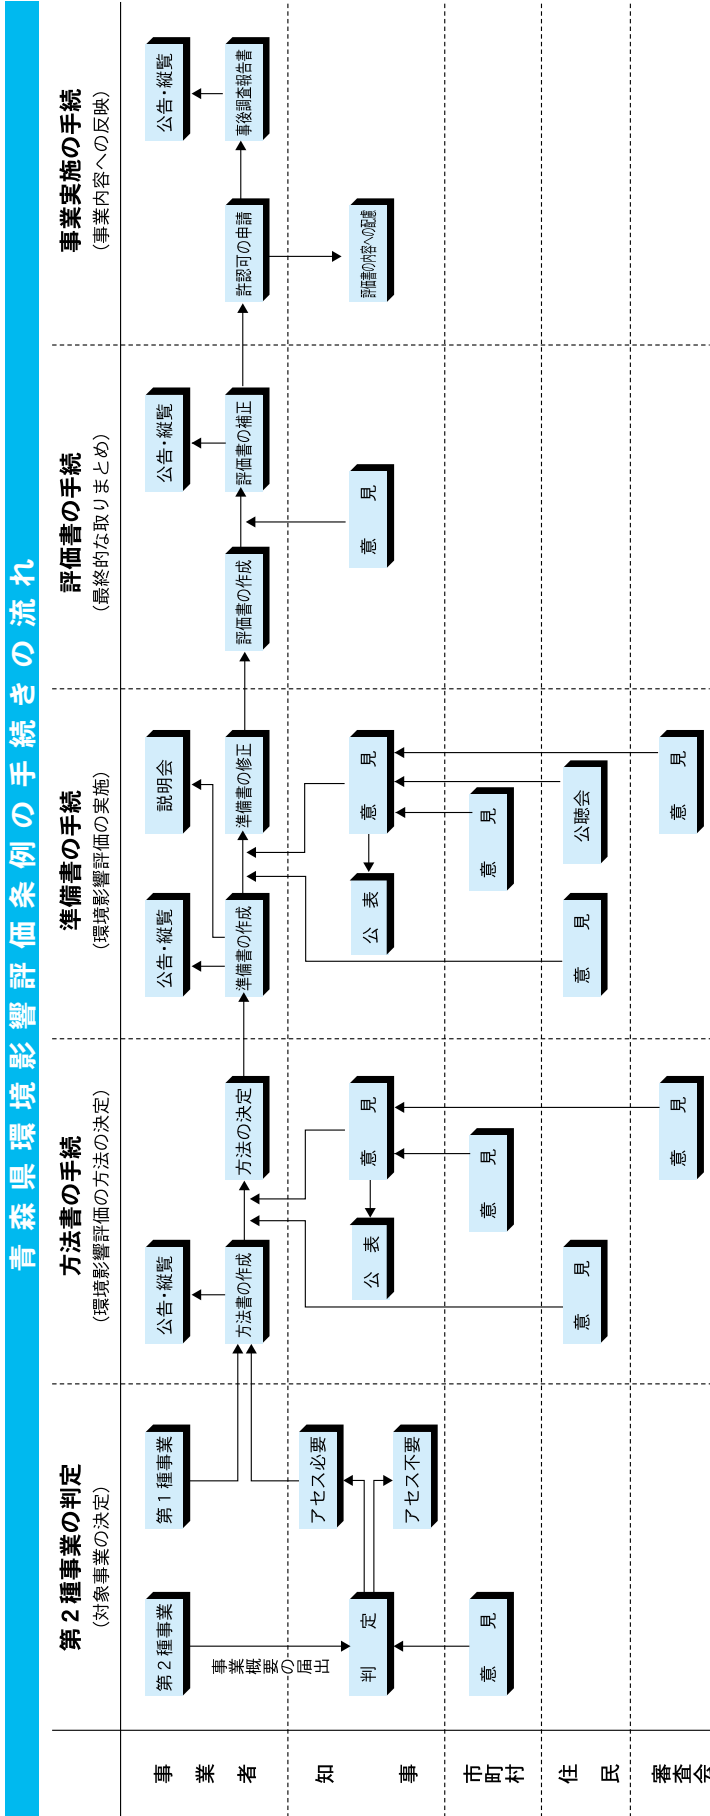 青森県環境影響評価条例の手続きの流れ
第2種事業の判定
(対象事業の決定)
方法書の手続
(環境影響評価の方法の決定)
準備書の手続
(環境影響評価の実施)
評価書の手続
(最終的な取りまとめ)
事業実施の手続
(事業内容への反映)
事業者
第2種事業
第1種事業
公告・縦覧
公告・縦覧
説明会
公告・縦覧
公告・縦覧
事業概要の届出
方法書の作成
方法の決定
準備書の作成
準備書の修正
評価書の作成
評価書の補正
許認可の申請
事後調査報告書
知事
判定
アセス必要
アセス不要
公表
意見
公表
意見
意見
評価書の内容への配慮
市町村
意見
意見
意見
住民
意見
意見
公聴会
審査会
意見
意見